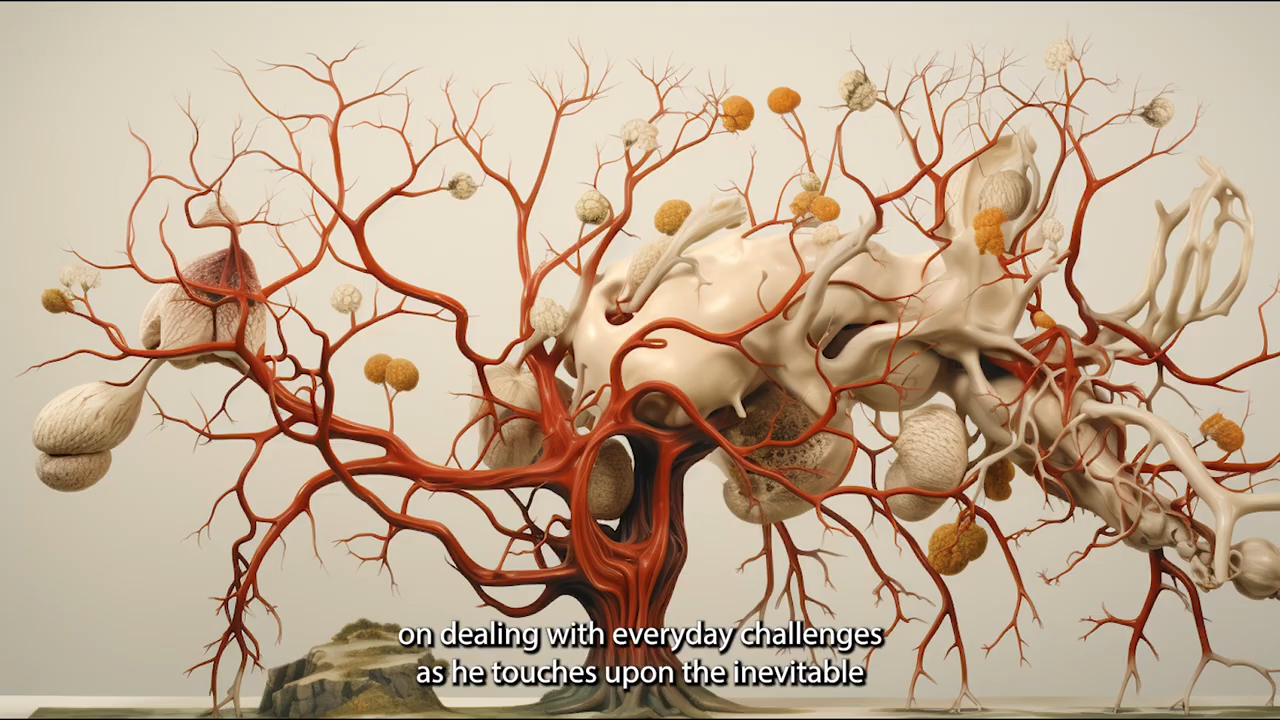 on dealing with everyday challenges
as he touches upon the inevitable